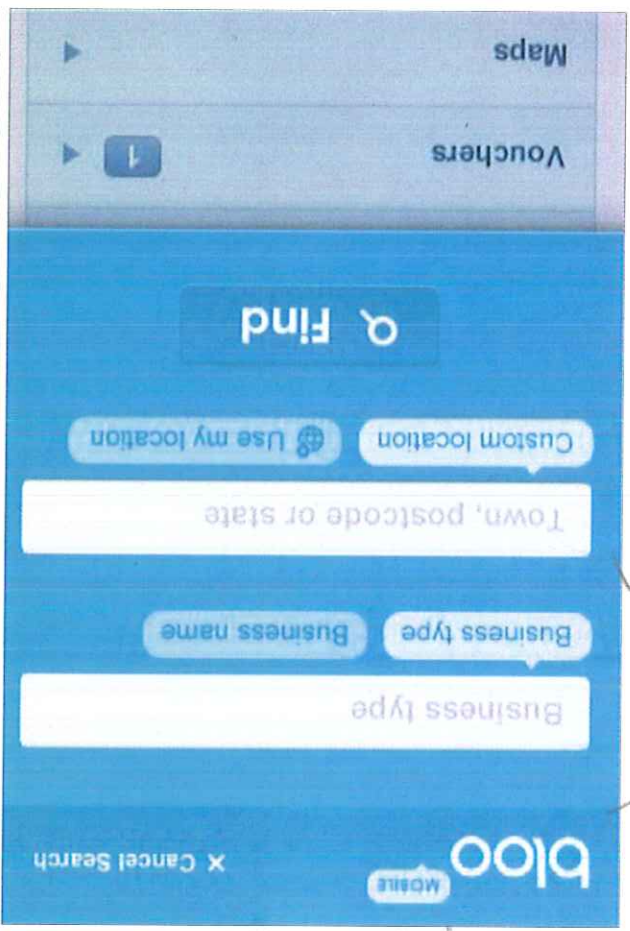 bloo MOBILE X Cancel Search
Business type
Business type Business name
Town, postcode or state
Custom location Use my location
Find
Vouchers 1
Maps